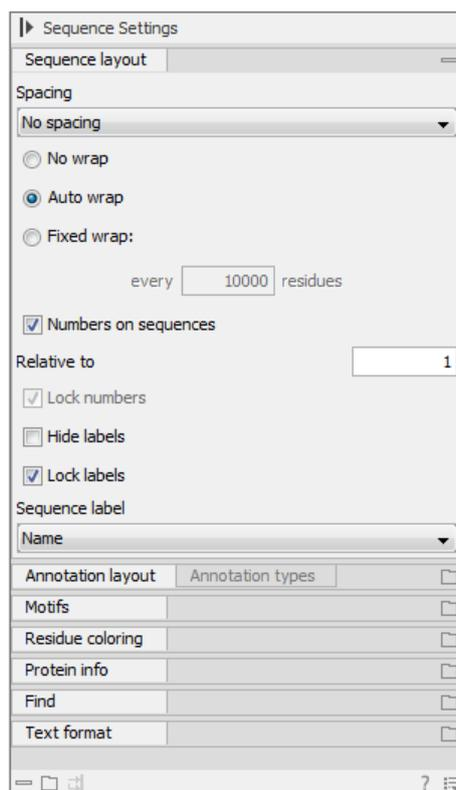 Sequence Settings
Sequence layout
Spacing
No spacing
No wrap
Auto wrap
Fixed wrap:
every 10000 residues
Numbers on sequences
Relative to 1
Lock numbers
Hide labels
Lock labels
Sequence label
Name
Annotation layout Annotation types
Motifs
Residue coloring
Protein info
Find
Text format
?